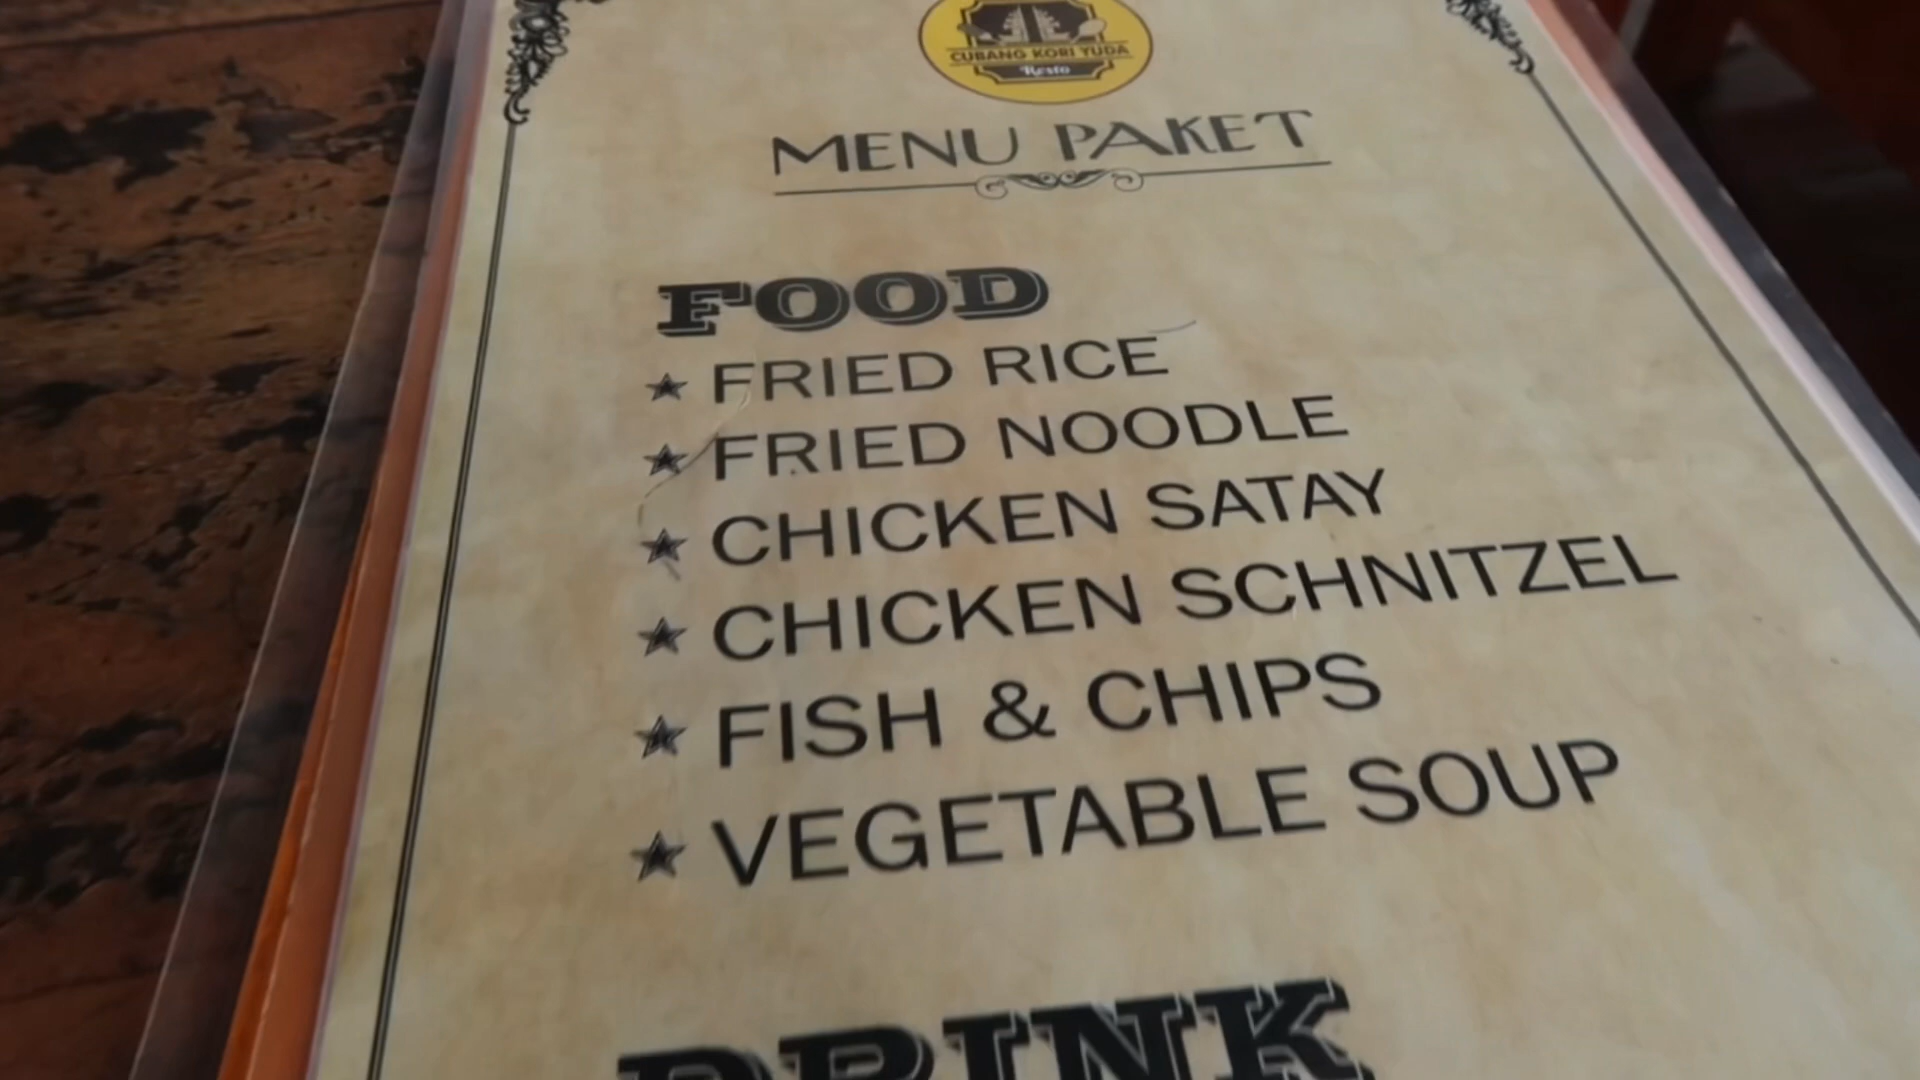 CUBANG KORI YUDA
Resto
MENU PAKET
FOOD
★ FRIED RICE
★ FRIED NOODLE
★ CHICKEN SATAY
★ CHICKEN SCHNITZEL
★ FISH & CHIPS
★ VEGETABLE SOUP
DRINK